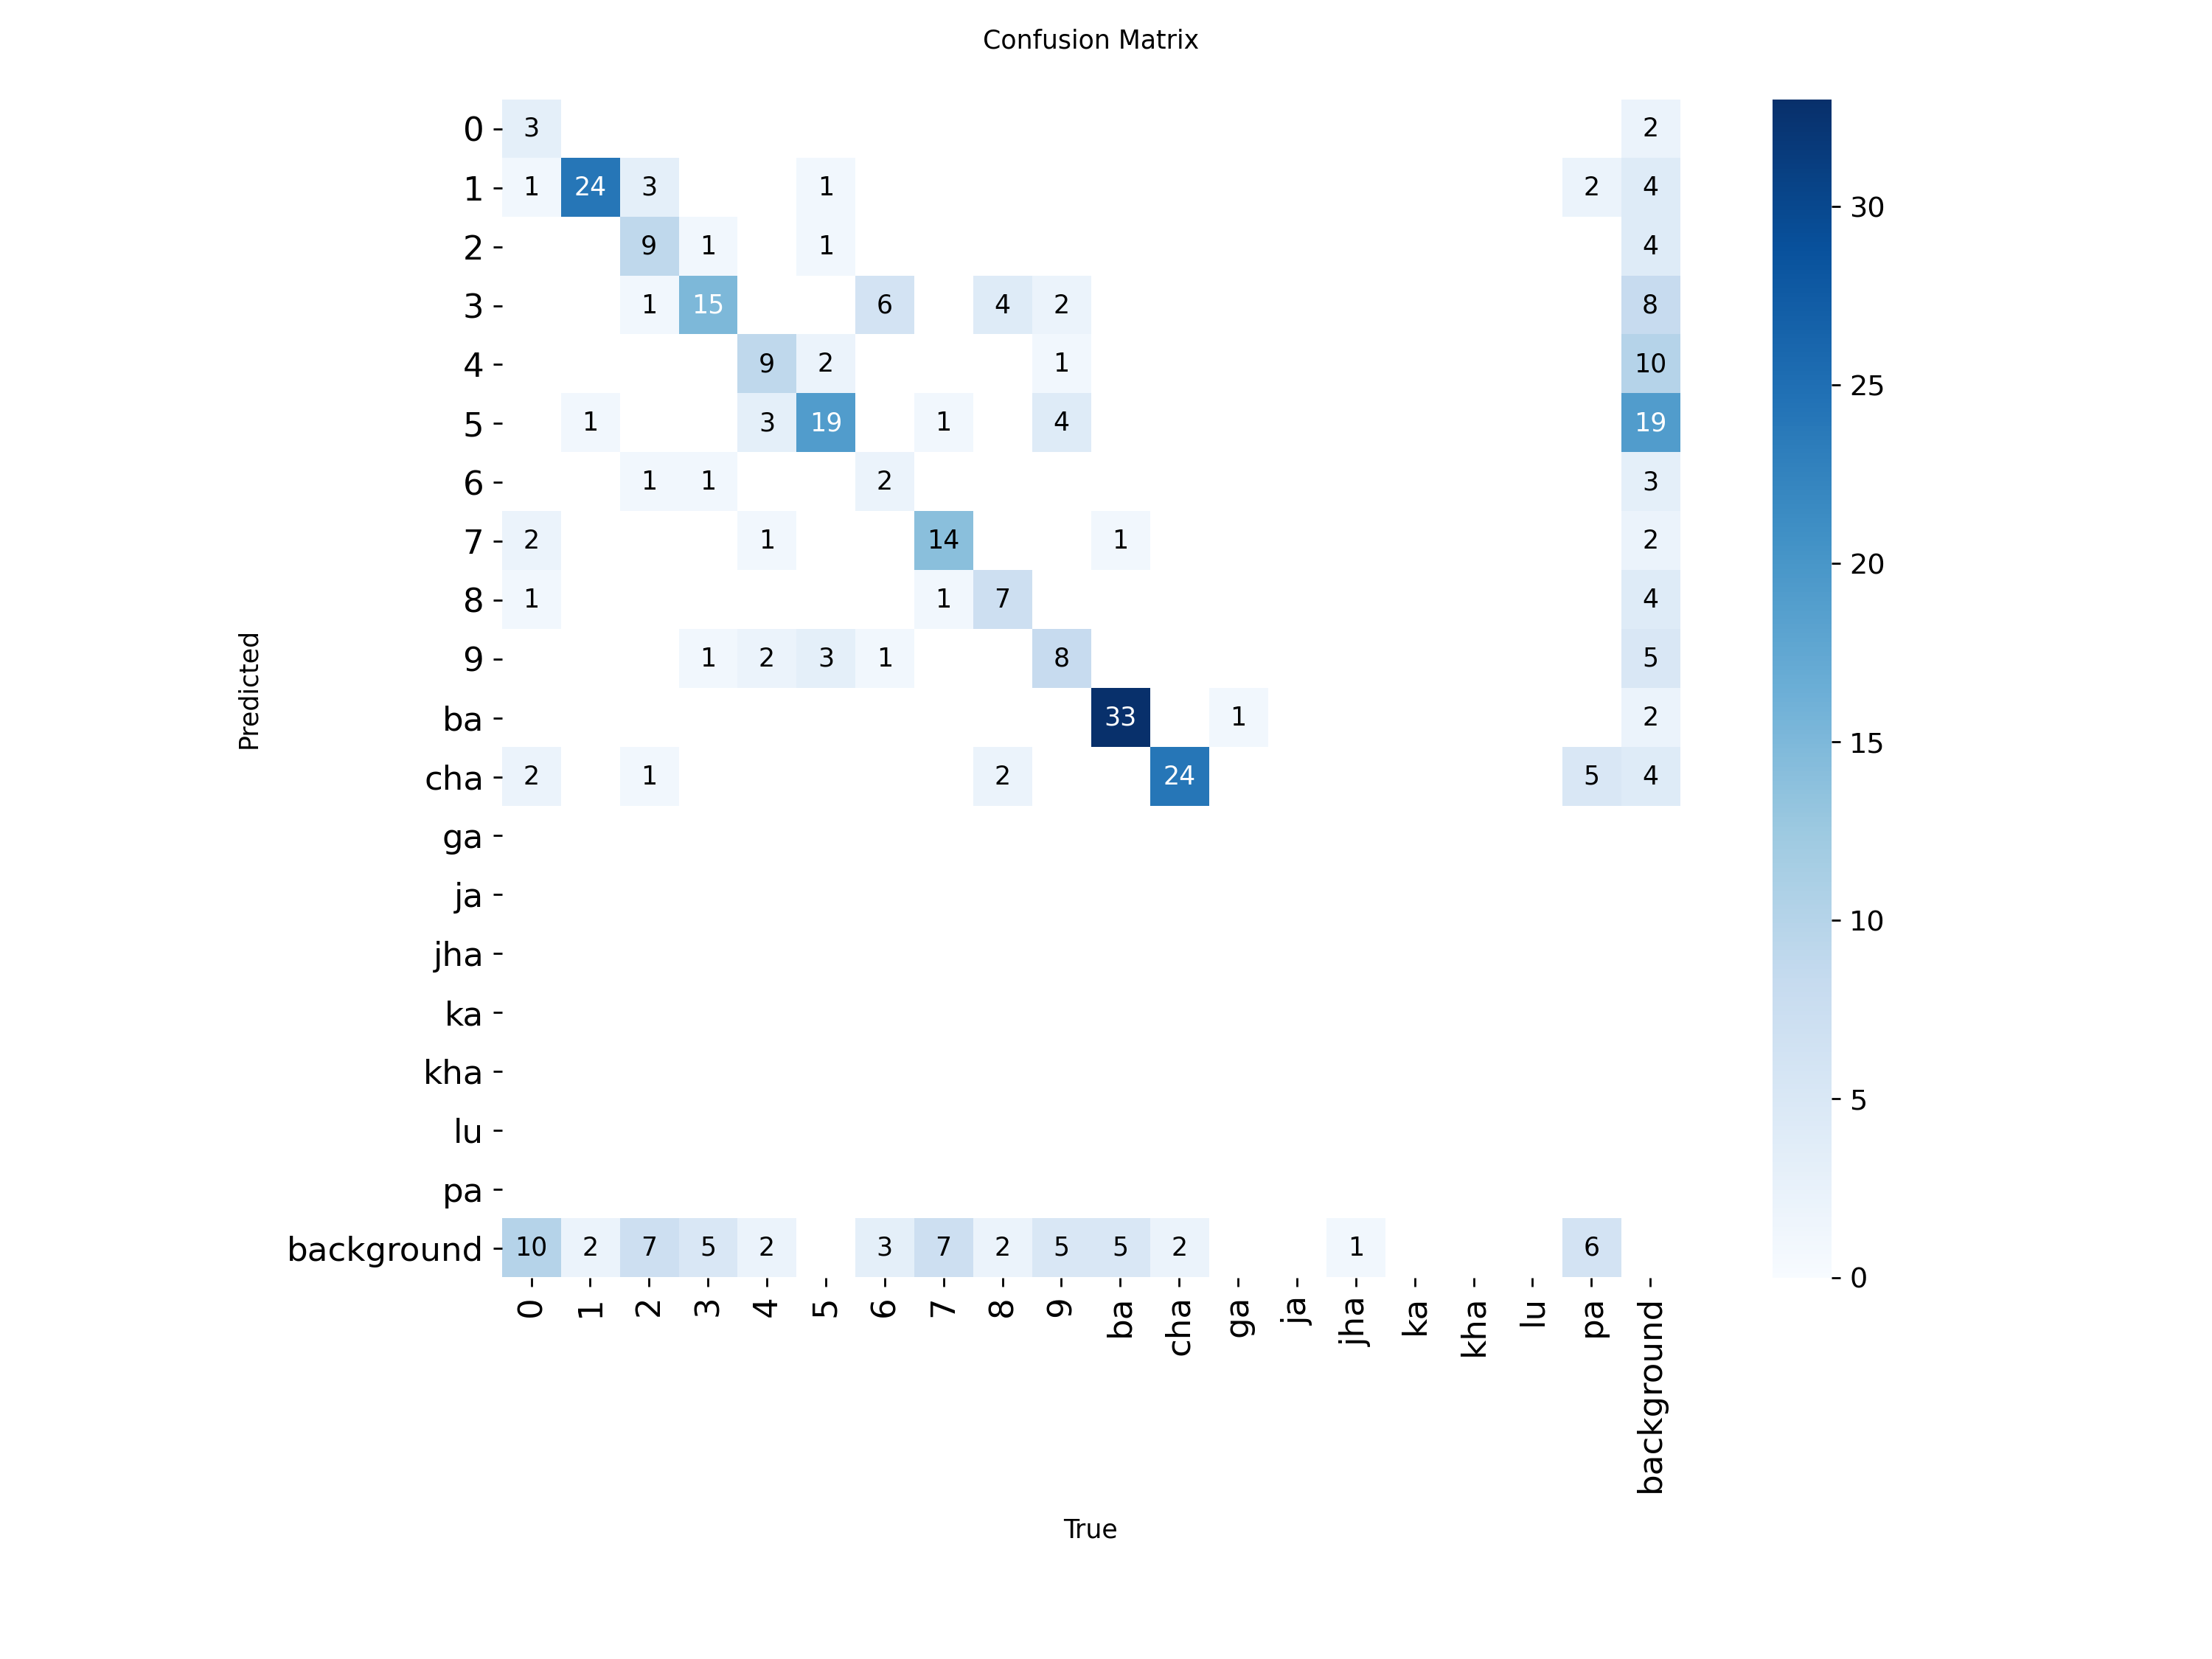 Confusion Matrix
0 3 2
1 1 24 3 1 2 4
2 9 1 1 4
3 1 15 6 4 2 8
4 9 2 1 10
5 1 3 19 1 4 19
6 1 1 2 3
7 2 1 14 1 2
8 1 1 7 4
9 1 2 3 1 8 5
ba 33 1 2
cha 2 1 2 24 5 4
ga
ja
jha
ka
kha
lu
pa
background 10 2 7 5 2 3 7 2 5 5 2 1 6
0 1 2 3 4 5 6 7 8 9 ba cha ga ja jha ka kha lu pa background
True
Predicted
30
25
20
15
10
5
0